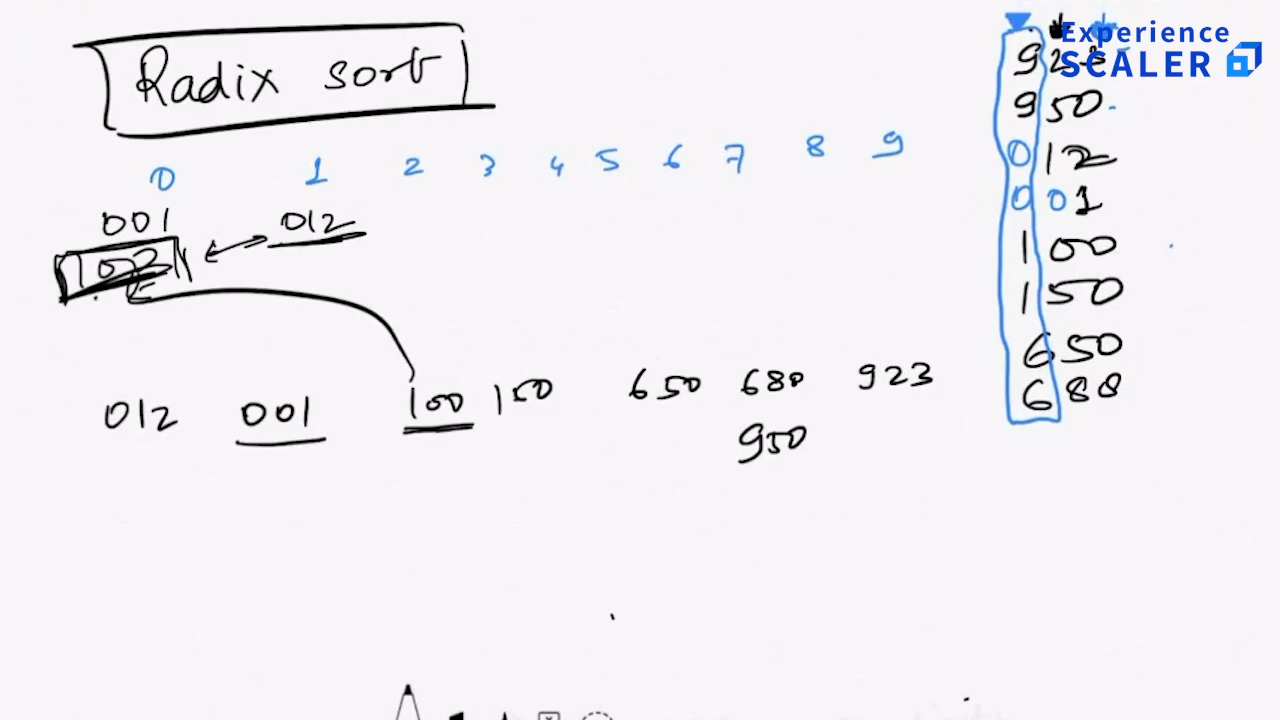 Experience
SCALER
Radix sort
0 1 2 3 4 5 6 7 8 9
001 012
012 001 100 150 650 680 923
950
950
012
001
100
150
650
688